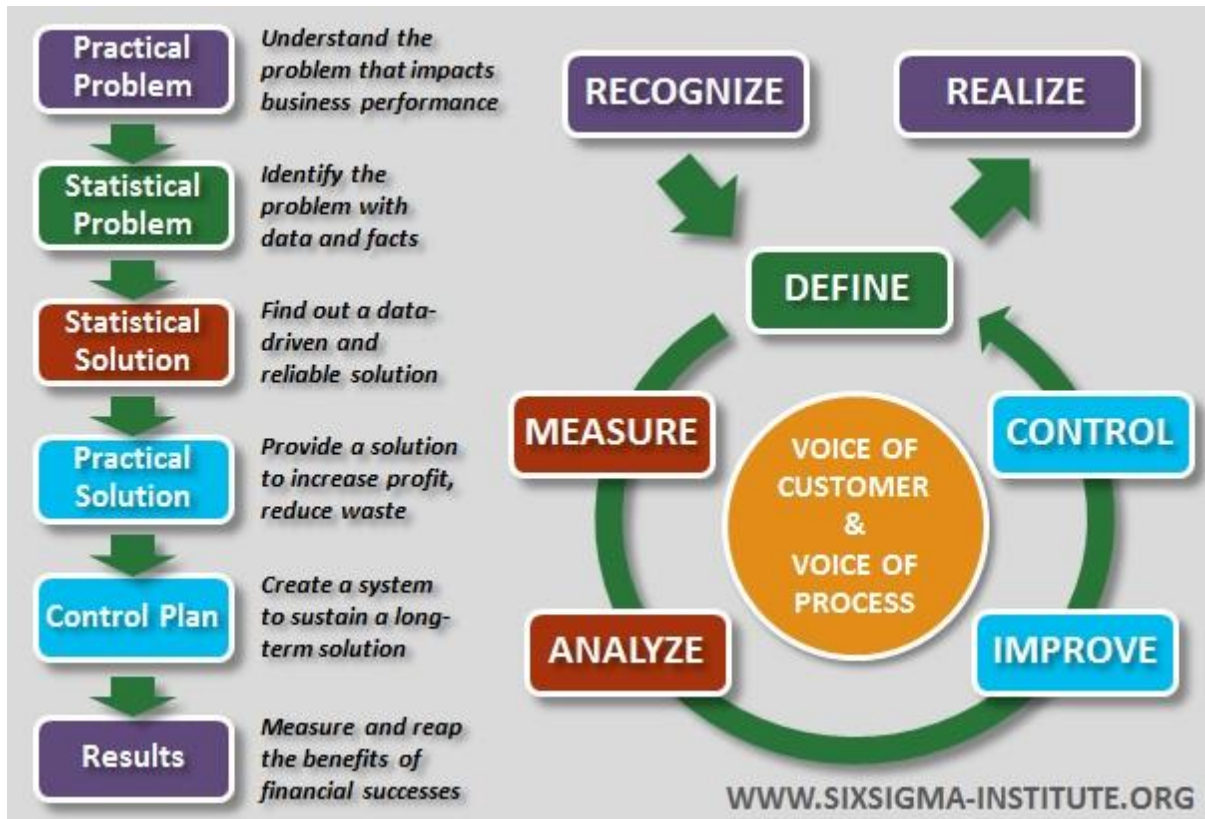 Practical
Problem
Understand the
problem that impacts
business performance
Statistical
Problem
Identify the
problem with
data and facts
Statistical
Solution
Find out a data-
driven and
reliable solution
Practical
Solution
Provide a solution
to increase profit,
reduce waste
Control Plan
Create a system
to sustain a long-
term solution
Results
Measure and reap
the benefits of
financial successes
RECOGNIZE
REALIZE
DEFINE
MEASURE
CONTROL
VOICE OF
CUSTOMER
&
VOICE OF
PROCESS
ANALYZE
IMPROVE
WWW.SIXSIGMA-INSTITUTE.ORG